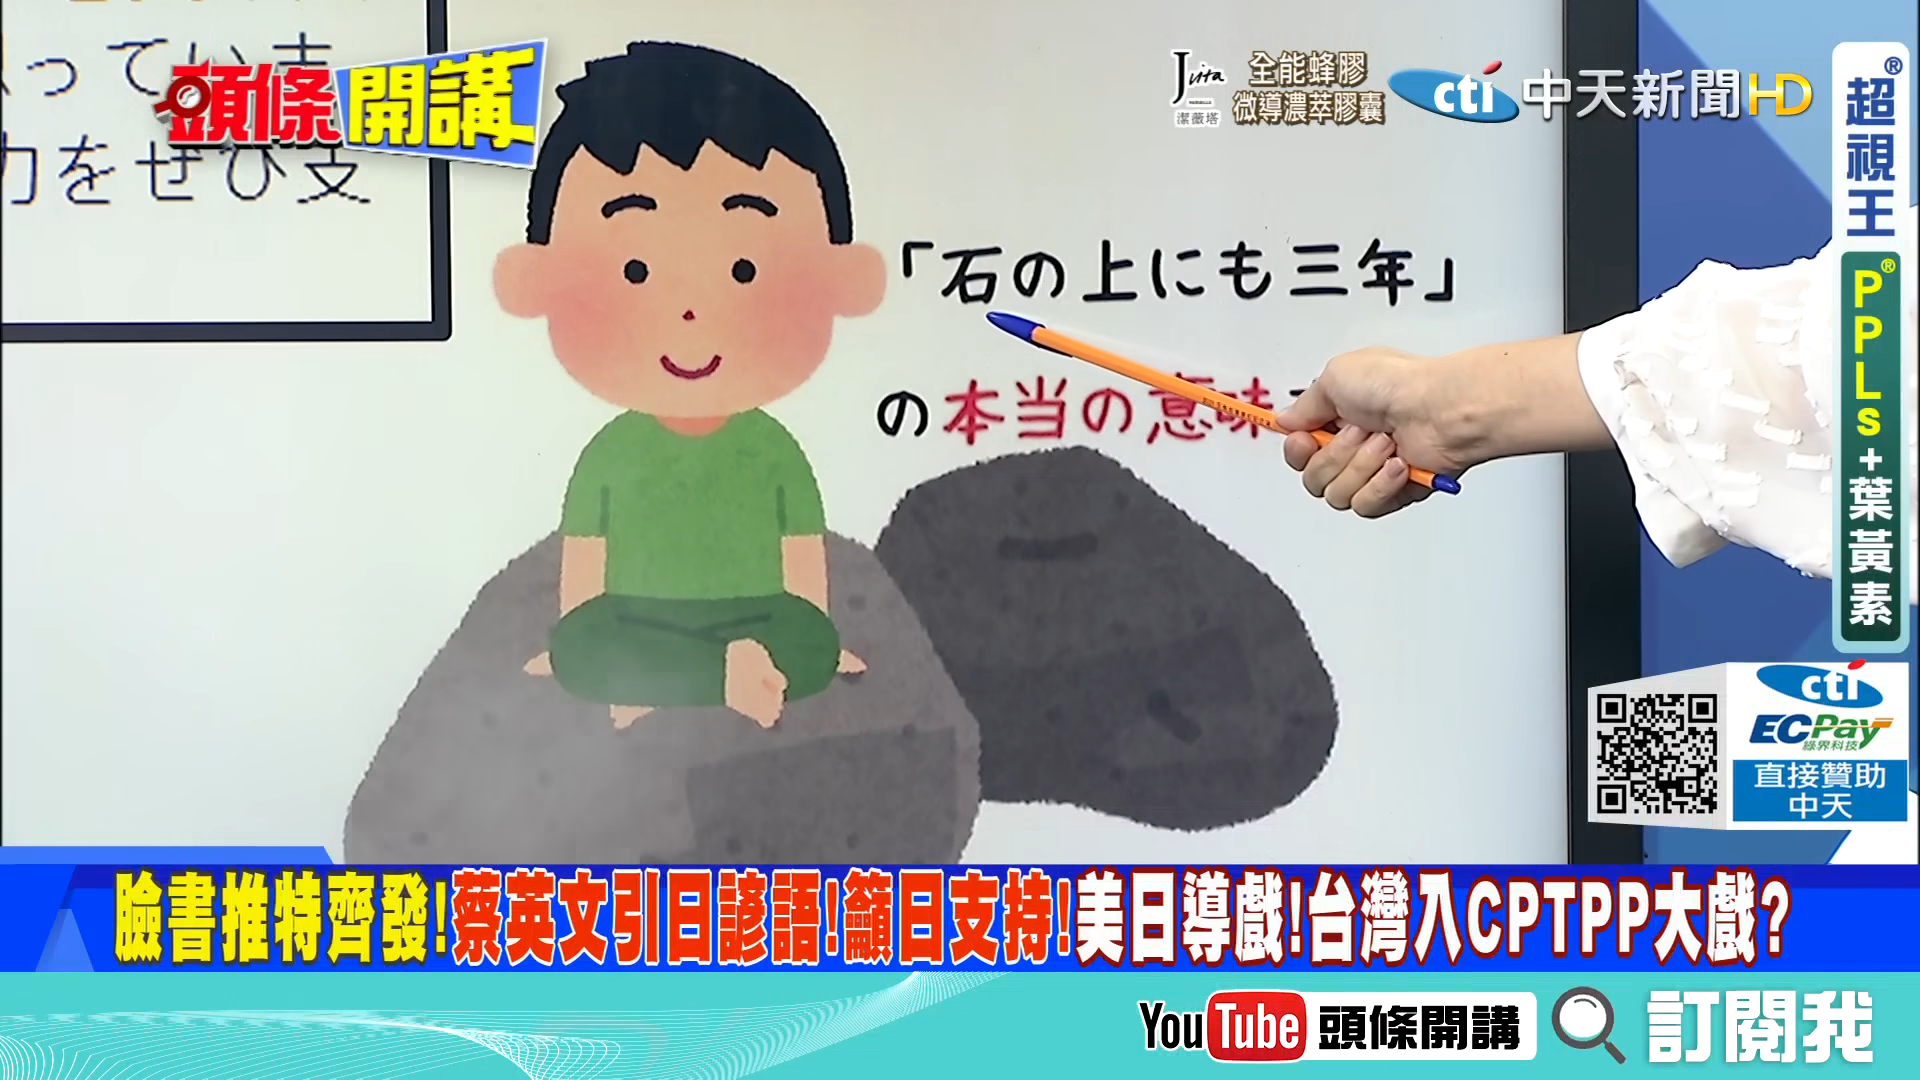 っている
力をぜひ支
頭條開講
Jvita
潔薇塔
全能蜂膠
微導濃萃膠囊
cti 中天新聞HD
超視王®
PPLs®+葉黃素
「石の上にも三年」
の本当の意味
cti
ECPay
綠界科技
直接贊助
中天
臉書推特齊發!蔡英文引日諺語!籲日支持!美日導戲!台灣入CPTPP大戲?
YouTube 頭條開講 訂閱我